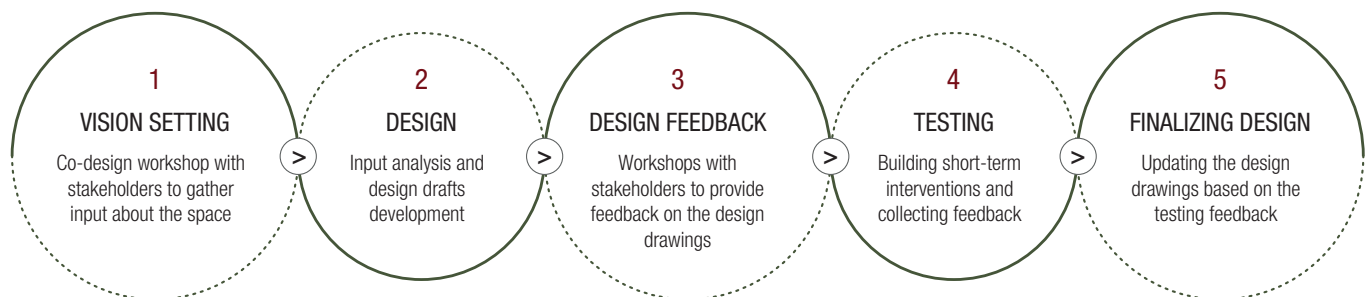 1
VISION SETTING
Co-design workshop with
stakeholders to gather
input about the space
>
2
DESIGN
Input analysis and
design drafts
development
>
3
DESIGN FEEDBACK
Workshops with
stakeholders to provide
feedback on the design
drawings
>
4
TESTING
Building short-term
interventions and
collecting feedback
>
5
FINALIZING DESIGN
Updating the design
drawings based on the
testing feedback